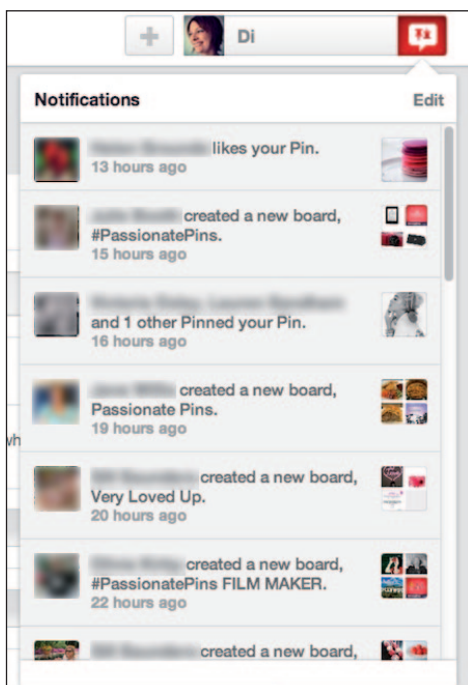 Di
Notifications Edit
likes your Pin.
13 hours ago
created a new board,
#PassionatePins.
15 hours ago
and 1 other Pinned your Pin.
16 hours ago
created a new board,
Passionate Pins.
19 hours ago
created a new board,
Very Loved Up.
20 hours ago
wh
created a new board,
#PassionatePins FILM MAKER.
22 hours ago
created a new board,